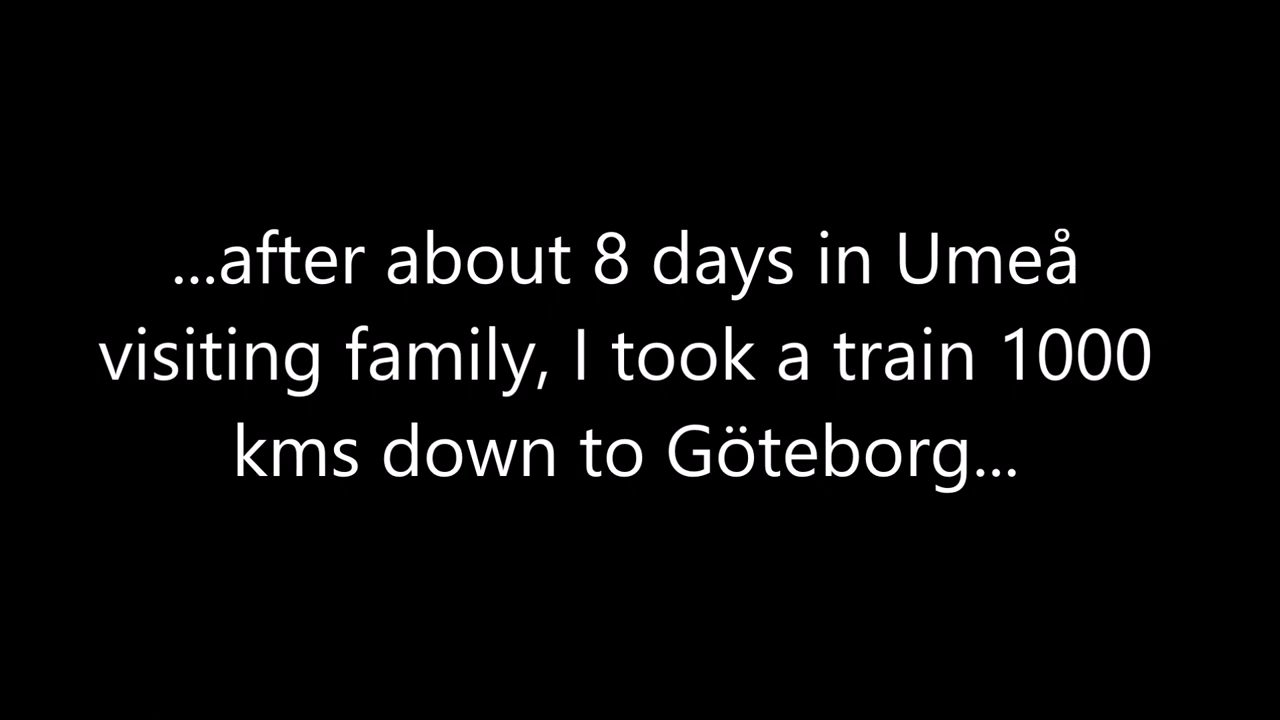 ...after about 8 days in Umeå
visiting family, I took a train 1000
kms down to Göteborg...